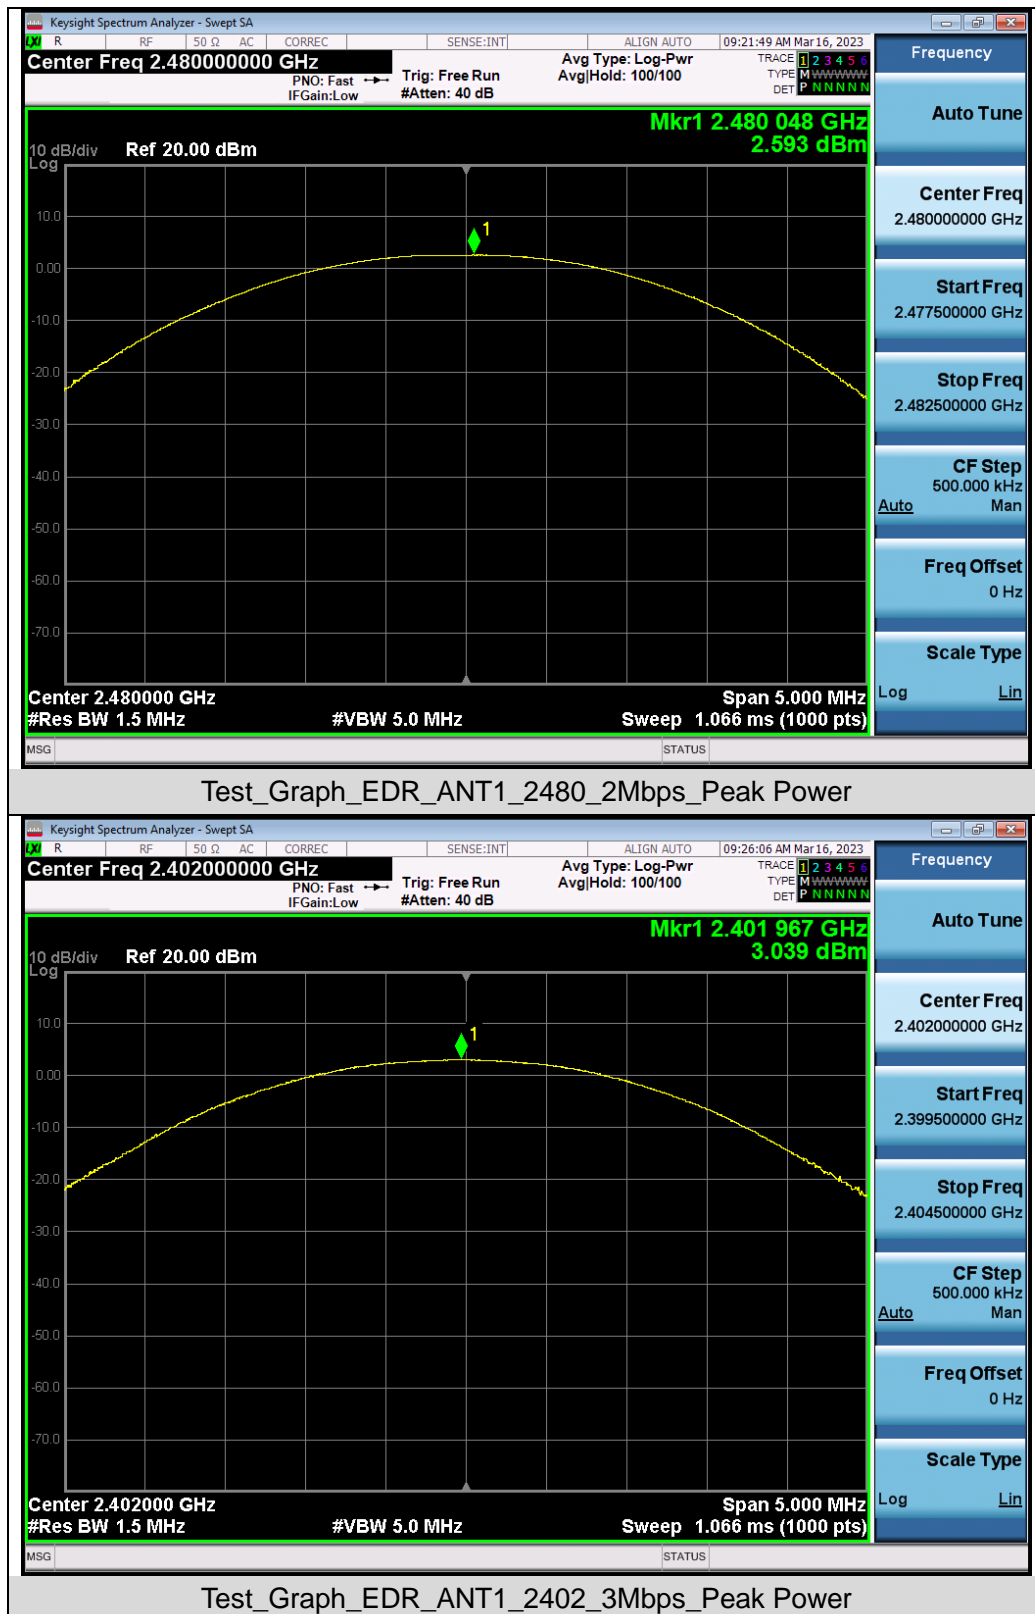 Keysight Spectrum Analyzer - Swept SA
LXI R RF 50 Ω AC CORREC SENSE:INT ALIGN AUTO 09:21:49 AM Mar 16, 2023
Center Freq 2.480000000 GHz
PNO: Fast
IFGain:Low
Trig: Free Run
#Atten: 40 dB
Avg Type: Log-Pwr
Avg|Hold: 100/100
TRACE 1 2 3 4 5 6
TYPE M WWWWW
DET P N N N N N
Mkr1 2.480 048 GHz
2.593 dBm
10 dB/div Ref 20.00 dBm
Log
1
10.0
0.00
-10.0
-20.0
-30.0
-40.0
-50.0
-60.0
-70.0
Center 2.480000 GHz Span 5.000 MHz
#Res BW 1.5 MHz #VBW 5.0 MHz Sweep 1.066 ms (1000 pts)
MSG STATUS
Frequency
Auto Tune
Center Freq
2.480000000 GHz
Start Freq
2.477500000 GHz
Stop Freq
2.482500000 GHz
CF Step
500.000 kHz
Auto Man
Freq Offset
0 Hz
Scale Type
Log Lin
Test_Graph_EDR_ANT1_2480_2Mbps_Peak Power
Keysight Spectrum Analyzer - Swept SA
LXI R RF 50 Ω AC CORREC SENSE:INT ALIGN AUTO 09:26:06 AM Mar 16, 2023
Center Freq 2.402000000 GHz
PNO: Fast
IFGain:Low
Trig: Free Run
#Atten: 40 dB
Avg Type: Log-Pwr
Avg|Hold: 100/100
TRACE 1 2 3 4 5 6
TYPE M WWWWW
DET P N N N N N
Mkr1 2.401 967 GHz
3.039 dBm
10 dB/div Ref 20.00 dBm
Log
1
10.0
0.00
-10.0
-20.0
-30.0
-40.0
-50.0
-60.0
-70.0
Center 2.402000 GHz Span 5.000 MHz
#Res BW 1.5 MHz #VBW 5.0 MHz Sweep 1.066 ms (1000 pts)
MSG STATUS
Frequency
Auto Tune
Center Freq
2.402000000 GHz
Start Freq
2.399500000 GHz
Stop Freq
2.404500000 GHz
CF Step
500.000 kHz
Auto Man
Freq Offset
0 Hz
Scale Type
Log Lin
Test_Graph_EDR_ANT1_2402_3Mbps_Peak Power